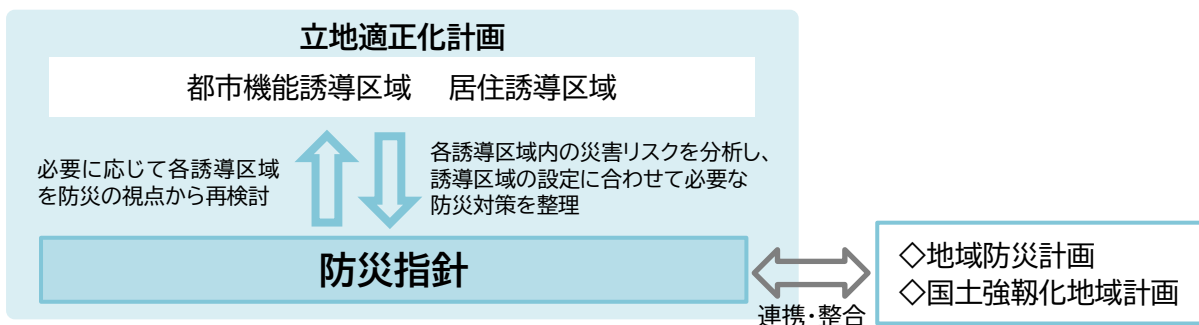 立地適正化計画
都市機能誘導区域 居住誘導区域
必要に応じて各誘導区域
を防災の視点から再検討
各誘導区域内の災害リスクを分析し、
誘導区域の設定に合わせて必要な
防災対策を整理
防災指針
連携・整合
◇地域防災計画
◇国土強靱化地域計画